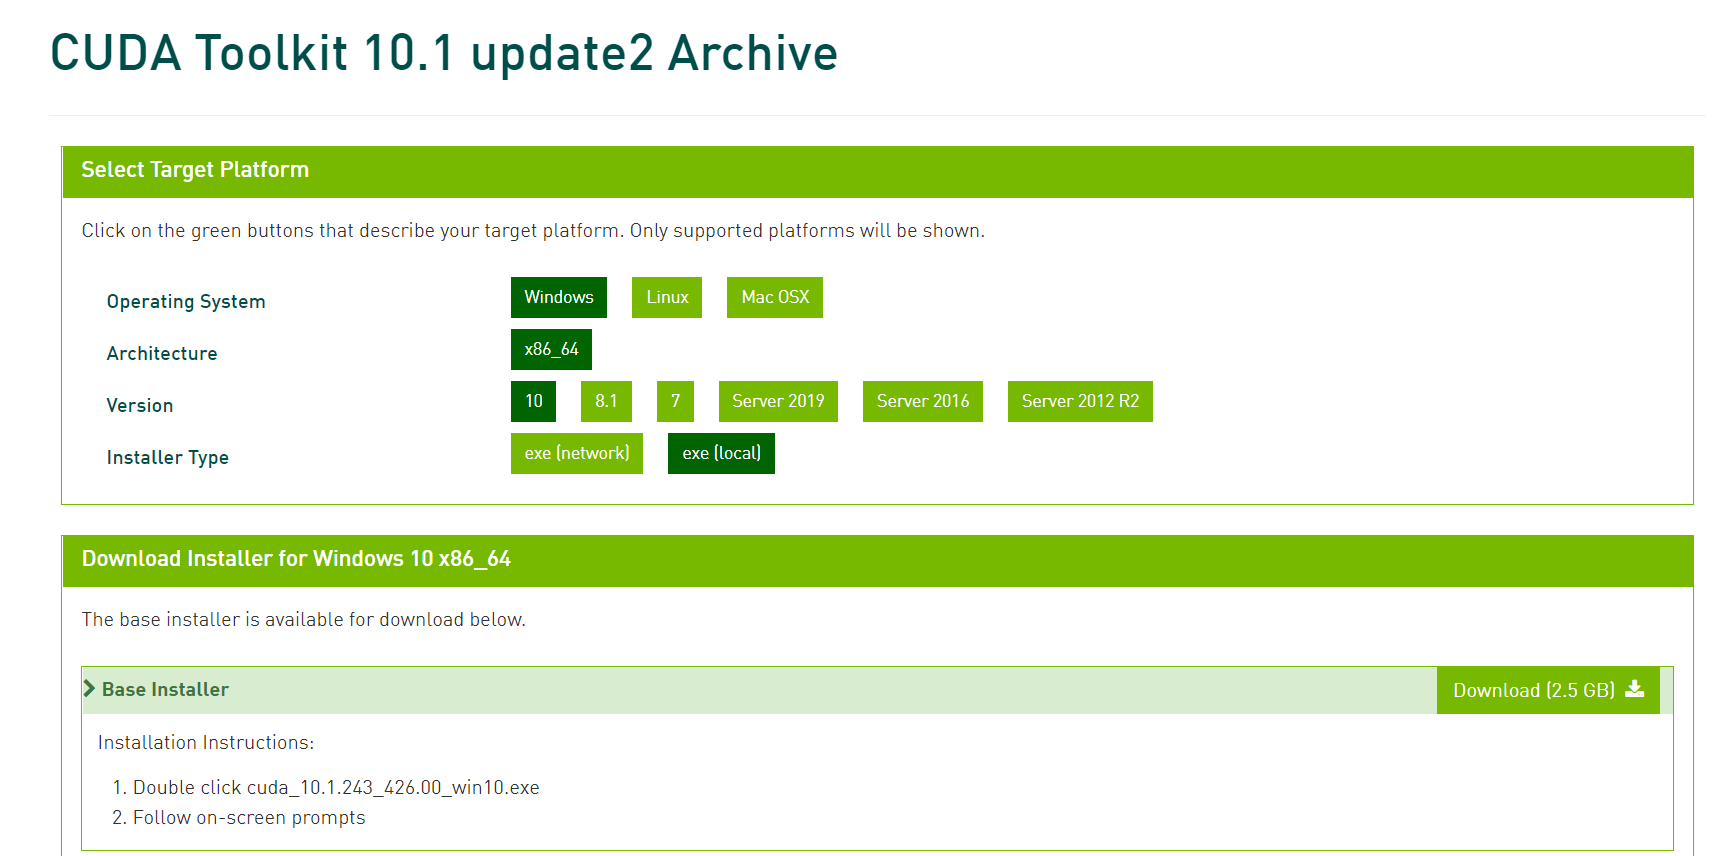 CUDA Toolkit 10.1 update2 Archive
Select Target Platform
Click on the green buttons that describe your target platform. Only supported platforms will be shown.
Operating System Windows Linux Mac OSX
Architecture x86_64
Version 10 8.1 7 Server 2019 Server 2016 Server 2012 R2
Installer Type exe (network) exe (local)
Download Installer for Windows 10 x86_64
The base installer is available for download below.
Base Installer Download (2.5 GB)
Installation Instructions:
1. Double click cuda_10.1.243_426.00_win10.exe
2. Follow on-screen prompts